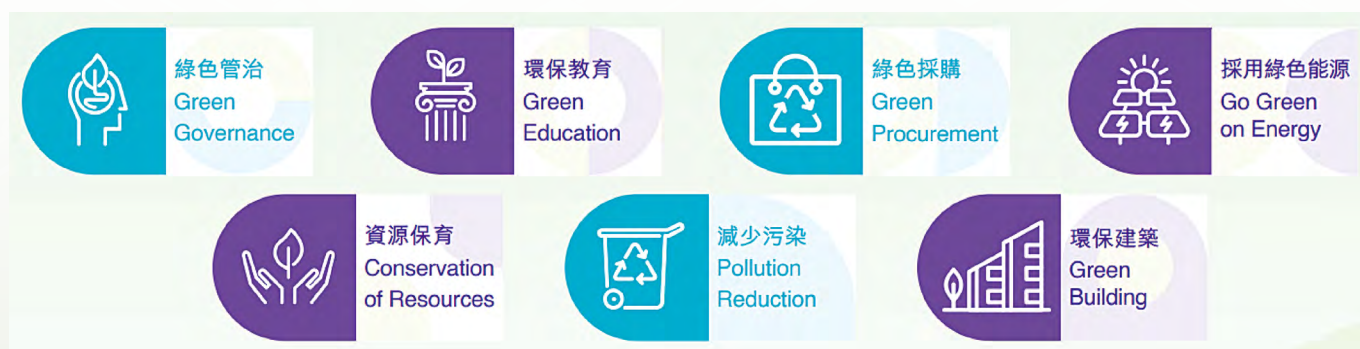 綠色管治
Green
Governance
環保教育
Green
Education
綠色採購
Green
Procurement
採用綠色能源
Go Green
on Energy
資源保育
Conservation
of Resources
減少污染
Pollution
Reduction
環保建築
Green
Building